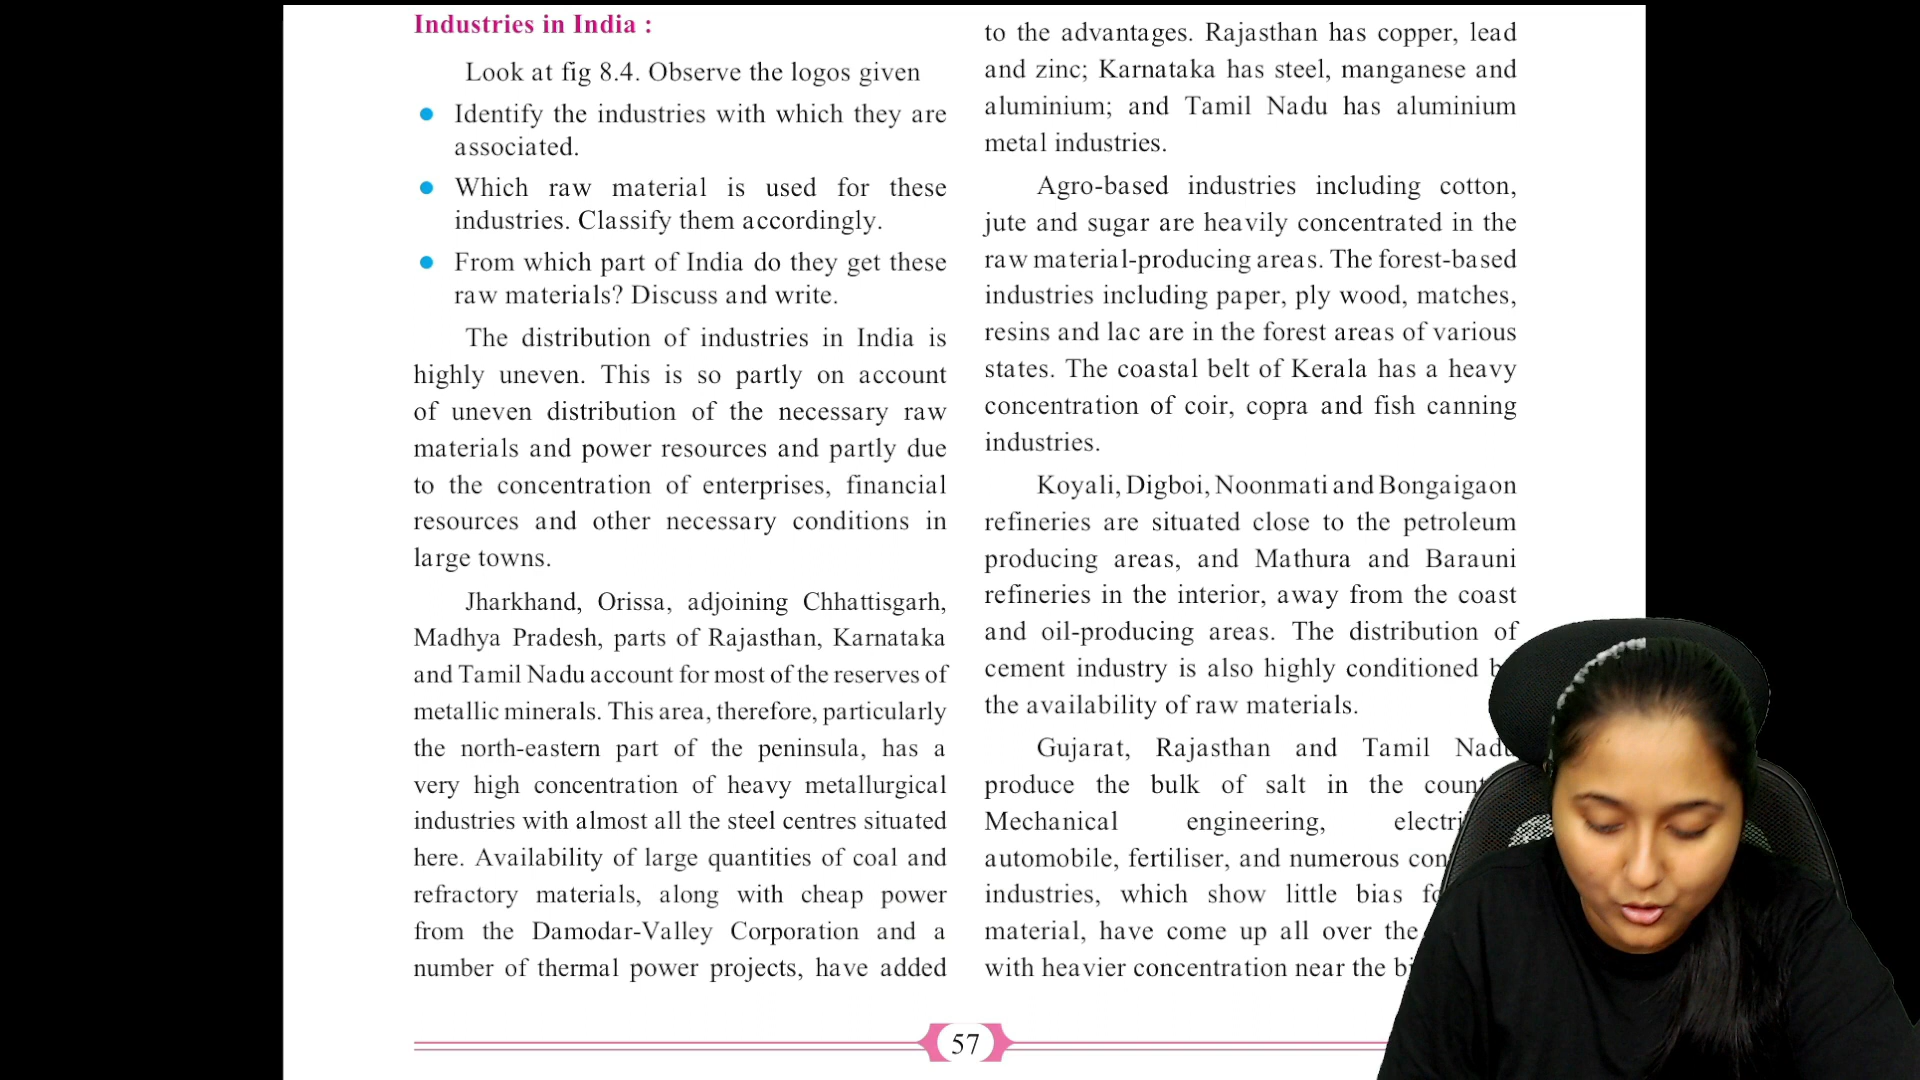 Industries in India :
Look at fig 8.4. Observe the logos given
Identify the industries with which they are
associated.
Which raw material is used for these
industries. Classify them accordingly.
From which part of India do they get these
raw materials? Discuss and write.
The distribution of industries in India is
highly uneven. This is so partly on account
of uneven distribution of the necessary raw
materials and power resources and partly due
to the concentration of enterprises, financial
resources and other necessary conditions in
large towns.
Jharkhand, Orissa, adjoining Chhattisgarh,
Madhya Pradesh, parts of Rajasthan, Karnataka
and Tamil Nadu account for most of the reserves of
metallic minerals. This area, therefore, particularly
the north-eastern part of the peninsula, has a
very high concentration of heavy metallurgical
industries with almost all the steel centres situated
here. Availability of large quantities of coal and
refractory materials, along with cheap power
from the Damodar-Valley Corporation and a
number of thermal power projects, have added
to the advantages. Rajasthan has copper, lead
and zinc; Karnataka has steel, manganese and
aluminium; and Tamil Nadu has aluminium
metal industries.
Agro-based industries including cotton,
jute and sugar are heavily concentrated in the
raw material-producing areas. The forest-based
industries including paper, ply wood, matches,
resins and lac are in the forest areas of various
states. The coastal belt of Kerala has a heavy
concentration of coir, copra and fish canning
industries.
Koyali, Digboi, Noonmati and Bongaigaon
refineries are situated close to the petroleum
producing areas, and Mathura and Barauni
refineries in the interior, away from the coast
and oil-producing areas. The distribution of
cement industry is also highly conditioned
the availability of raw materials.
Gujarat, Rajasthan and Tamil
produce the bulk of salt in the
Mechanical engineering,
automobile, fertiliser, and numerous
industries, which show little bias
material, have come up all over the
with heavier concentration near the
57